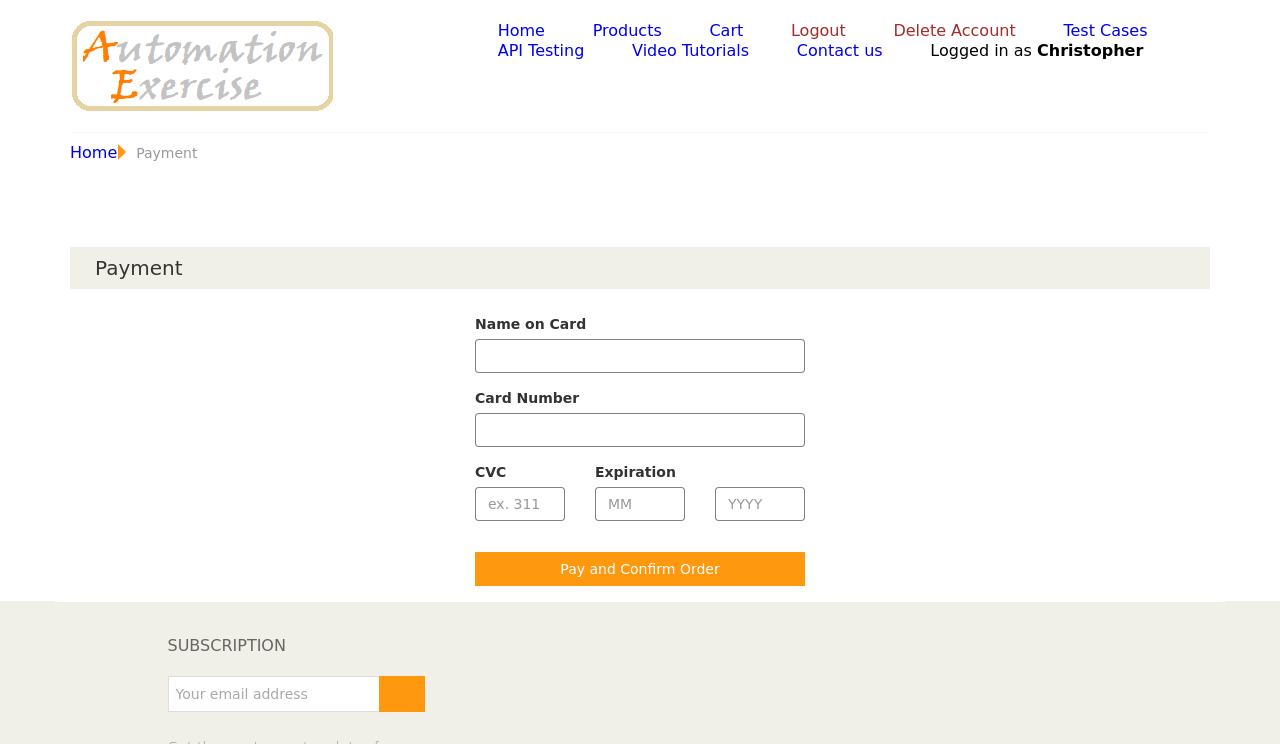 Automation
Exercise
Home Products Cart Logout Delete Account Test Cases
API Testing Video Tutorials Contact us Logged in as Christopher
Home Payment
Payment
Name on Card
Card Number
CVC Expiration
ex. 311 MM YYYY
Pay and Confirm Order
SUBSCRIPTION
Your email address